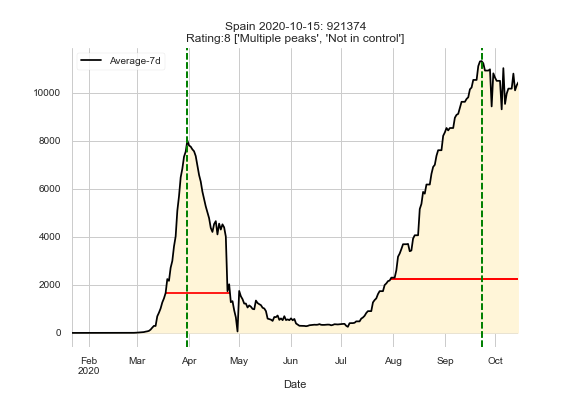 Spain 2020-10-15: 921374
Rating:8 ['Multiple peaks', 'Not in control']
Average-7d
10000
8000
6000
4000
2000
0
Feb Mar Apr May Jun Jul Aug Sep Oct
2020
Date